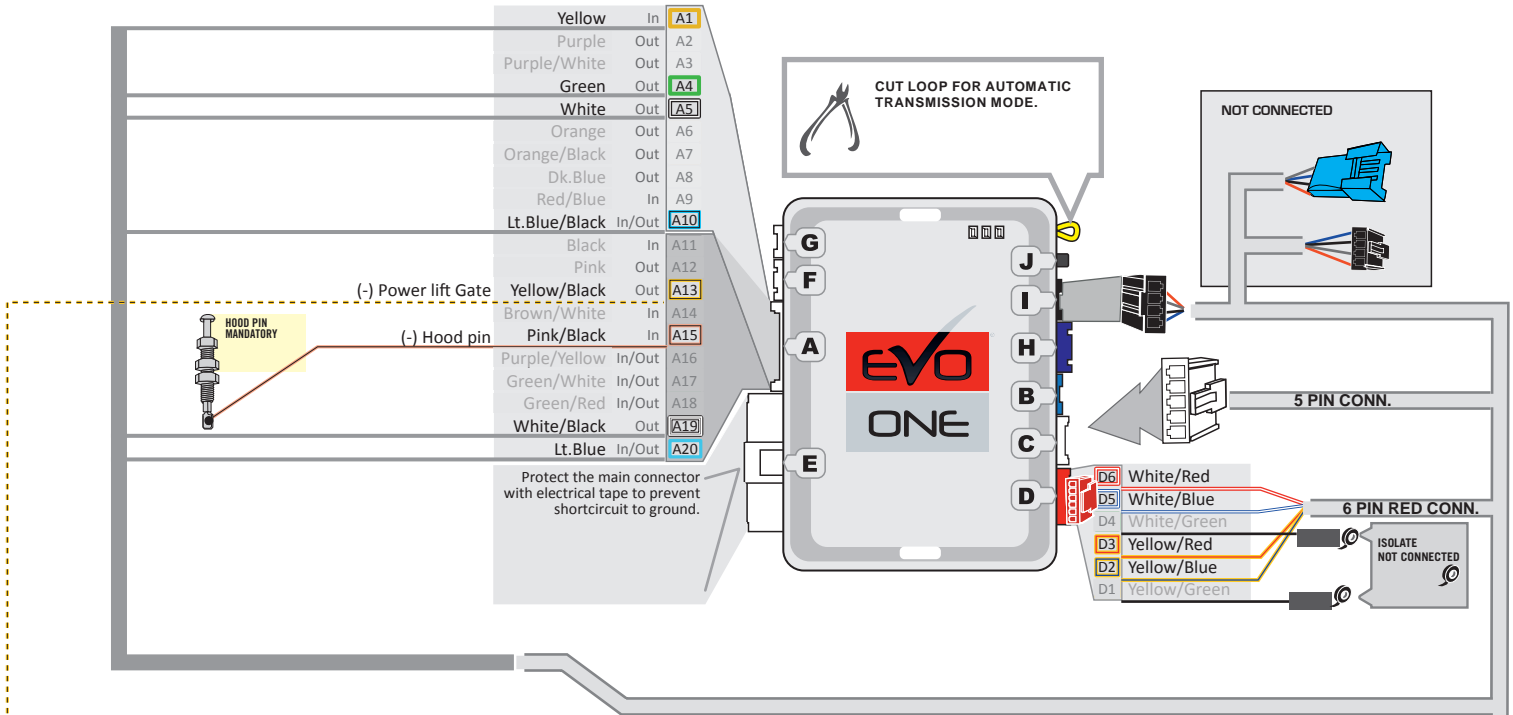 Yellow In A1
Purple Out A2
Purple/White Out A3
Green Out A4
White Out A5
Orange Out A6
Orange/Black Out A7
Dk.Blue Out A8
Red/Blue In A9
Lt.Blue/Black In/Out A10
Black In A11
Pink Out A12
(-) Power lift Gate Yellow/Black Out A13
Brown/White In A14
(-) Hood pin Pink/Black In A15
Purple/Yellow In/Out A16
Green/White In/Out A17
Green/Red In/Out A18
White/Black Out A19
Lt.Blue In/Out A20
HOOD PIN
MANDATORY
Protect the main connector
with electrical tape to prevent
shortcircuit to ground.
CUT LOOP FOR AUTOMATIC
TRANSMISSION MODE.
NOT CONNECTED
G
F
A
E
J
I
H
B
C
D
EVO
ONE
5 PIN CONN.
D6 White/Red
D5 White/Blue
D4 White/Green
D3 Yellow/Red
D2 Yellow/Blue
D1 Yellow/Green
6 PIN RED CONN.
ISOLATE
NOT CONNECTED